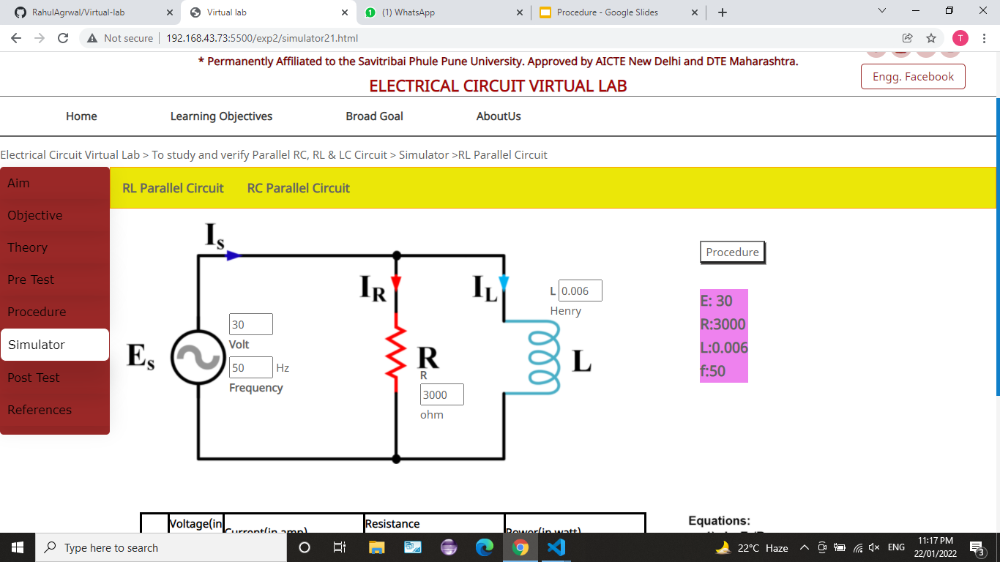 RahulAgrwal/Virtual-lab
Virtual lab
(1) WhatsApp
Procedure - Google Slides
Not secure
192.168.43.73:5500/exp2/simulator21.html
T
* Permanently Affiliated to the Savitribai Phule Pune University. Approved by AICTE New Delhi and DTE Maharashtra.
ELECTRICAL CIRCUIT VIRTUAL LAB
Engg. Facebook
Home
Learning Objectives
Broad Goal
AboutUs
Electrical Circuit Virtual Lab > To study and verify Parallel RC, RL & LC Circuit > Simulator >RL Parallel Circuit
Aim
Objective
Theory
Pre Test
Procedure
Simulator
Post Test
References
RL Parallel Circuit
RC Parallel Circuit
Is
IR
IL
L 0.006
Henry
30
Volt
50 Hz
Frequency
Es
R
R
3000
ohm
L
Procedure
E: 30
R:3000
L:0.006
f:50
Voltage(in
Current(in amp)
Resistance
Power(in watt)
Equations:
Type here to search
22°C Haze
ENG
11:17 PM
22/01/2022
3